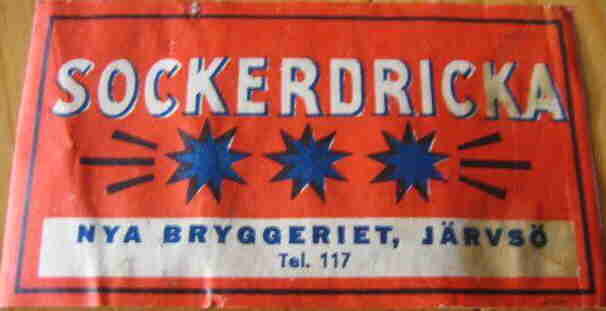 SOCKERDRICKA
NYA BRYGGERIET, JÄRVSÖ
Tel. 117